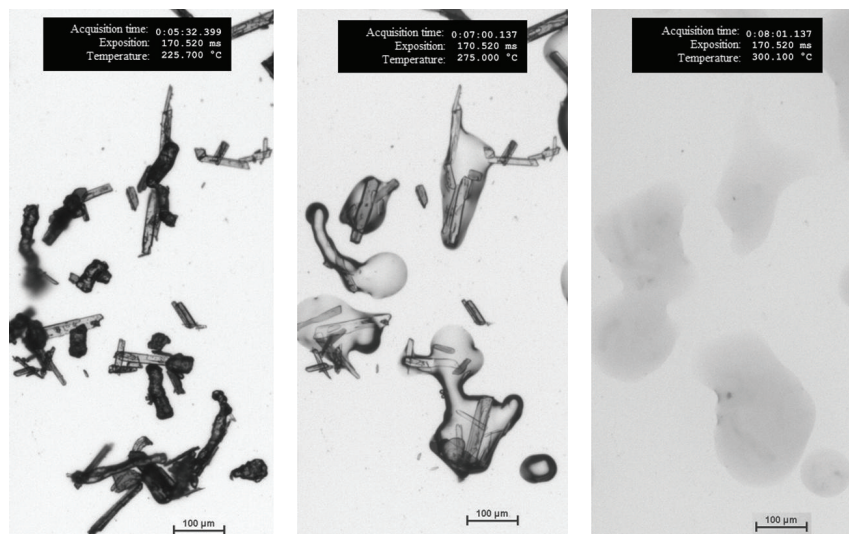 Acquisition time: 0:05:32.399
Exposition: 170.520 ms
Temperature: 225.700 °C
100 µm
Acquisition time: 0:07:00.137
Exposition: 170.520 ms
Temperature: 275.000 °C
100 µm
Acquisition time: 0:08:01.137
Exposition: 170.520 ms
Temperature: 300.100 °C
100 µm